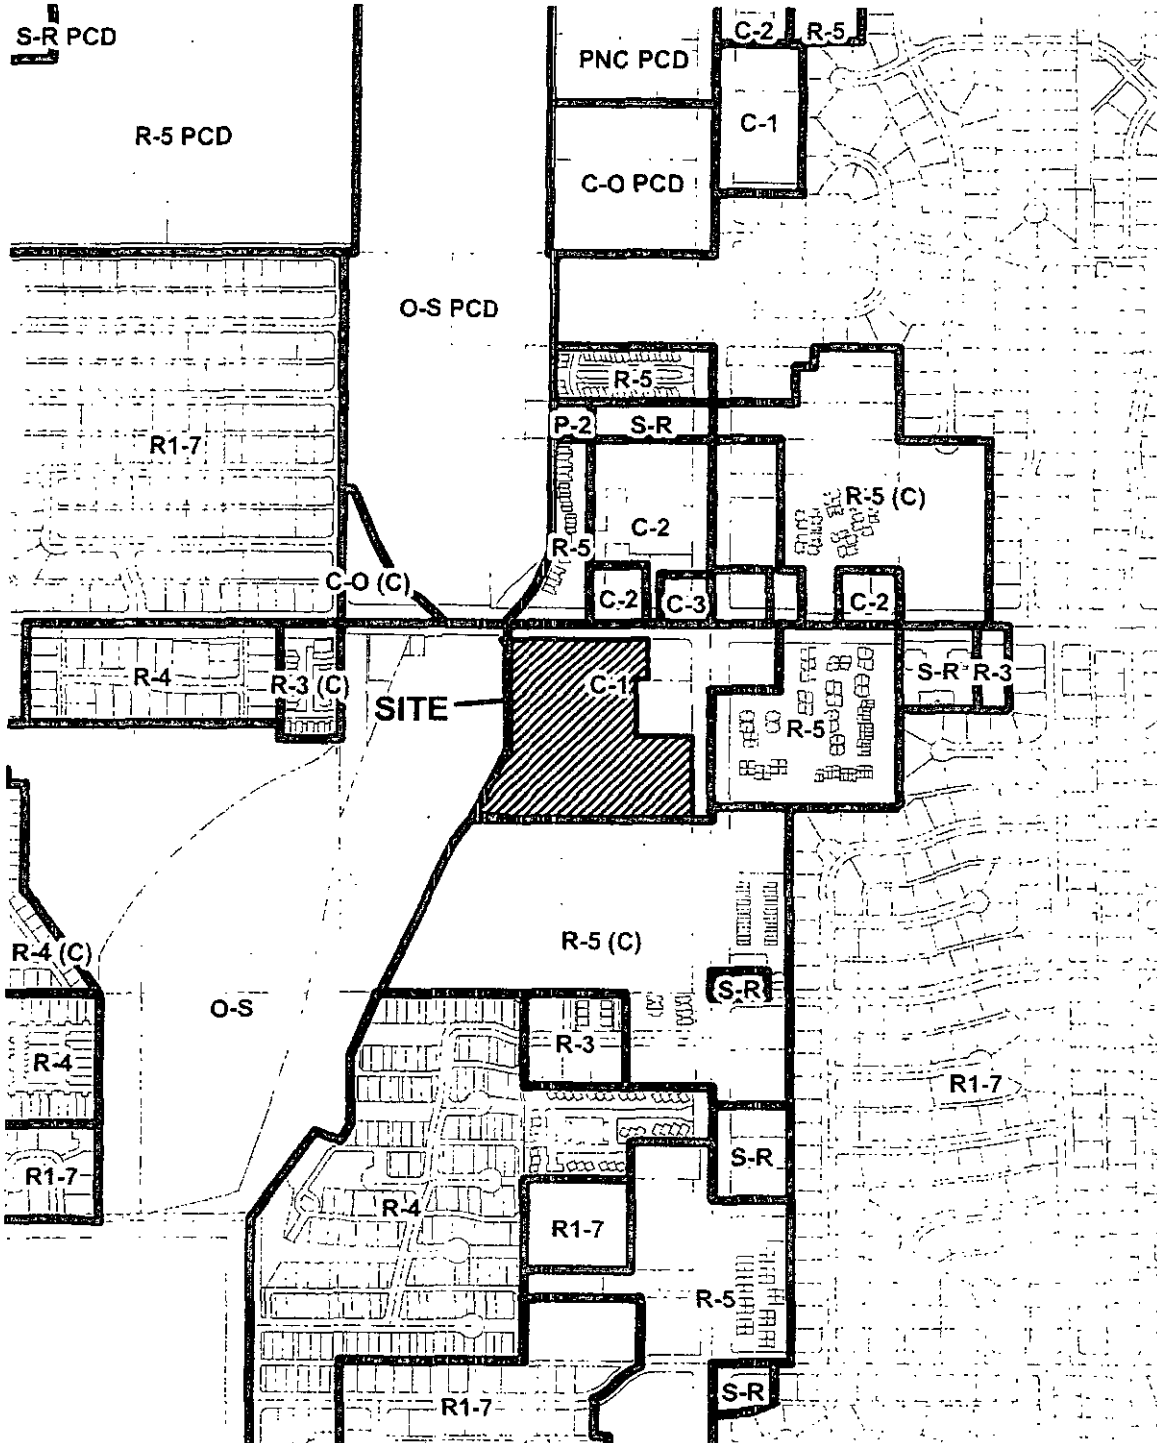 S-R PCD
C-2
R-5
PNC PCD
C-1
R-5 PCD
C-O PCD
O-S PCD
R-5
P-2
S-R
R1-7
R-5 (C)
C-2
R-5
C-O (C)
C-2
C-3
C-2
R-4
R-3 (C)
C-1
S-R
R-3
SITE
R-5
R-4 (C)
R-5 (C)
S-R
O-S
R-4
R-3
R1-7
R1-7
S-R
R-4
R1-7
R-5
S-R
R1-7